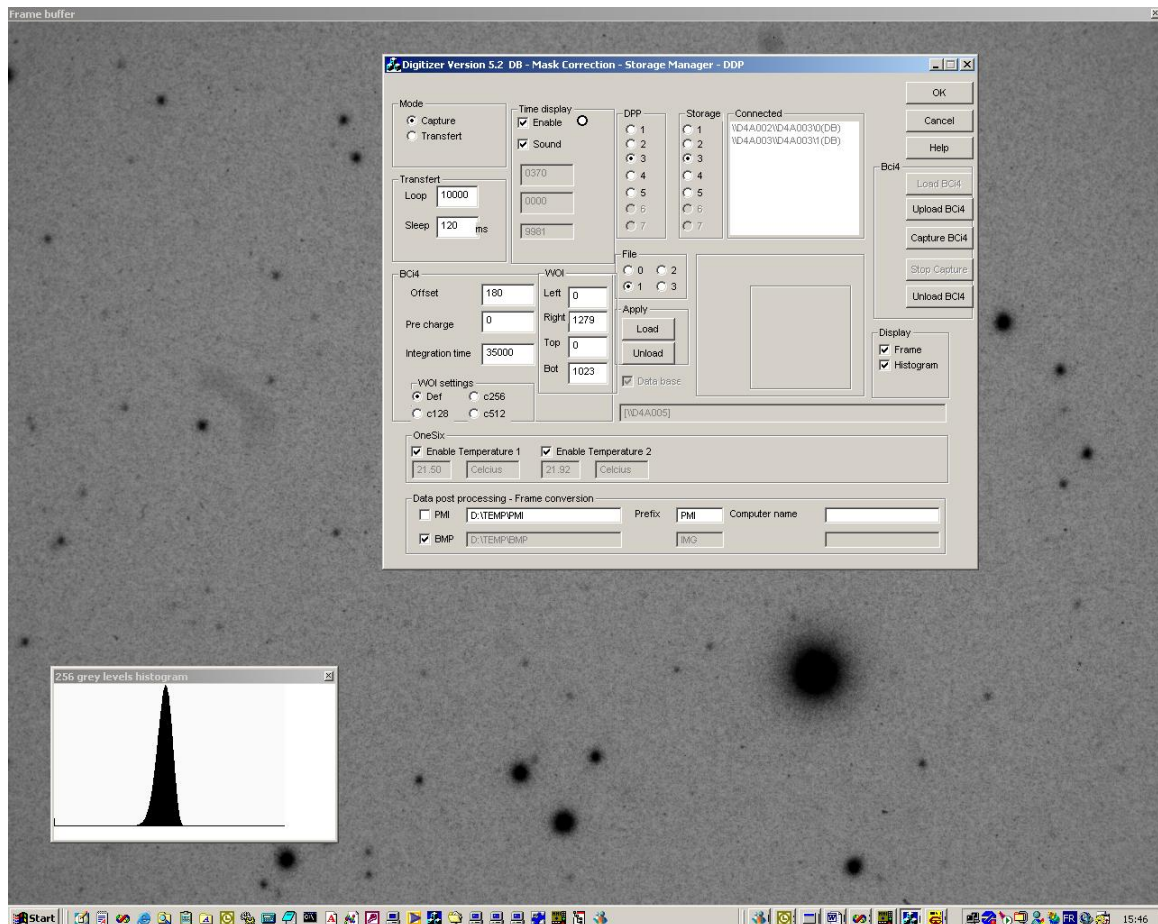 Frame buffer
Digitizer Version 5.2 DB - Mask Correction - Storage Manager - DDP
OK
Cancel
Help
Mode
Capture
Transfert
Time display
Enable
Sound
0370
0000
9981
DPP
1
2
3
4
5
6
7
Storage
1
2
3
4
5
6
7
Connected
\\D4A002\\D4A003\0(DB)
\\D4A003\\D4A003\1(DB)
Bci4
Load BCi4
Upload BCi4
Capture BCi4
Stop Capture
Unload BCI4
Transfert
Loop 10000
Sleep 120 ms
BCi4
Offset 180
Pre charge 0
Integration time 35000
WOI
Left 0
Right 1279
Top 0
Bot 1023
WOI settings
Def c256
c128 c512
File
0 2
1 3
Apply
Load
Unload
Data base
[\\D4A005]
Display
Frame
Histogram
OneSix
Enable Temperature 1 Enable Temperature 2
21.50 Celcius 21.92 Celcius
Data post processing - Frame conversion
PMI D:\TEMP\PMI Prefix PMI Computer name
BMP D:\TEMP\BMP IMG
256 grey levels histogram
Start
FR
15:46